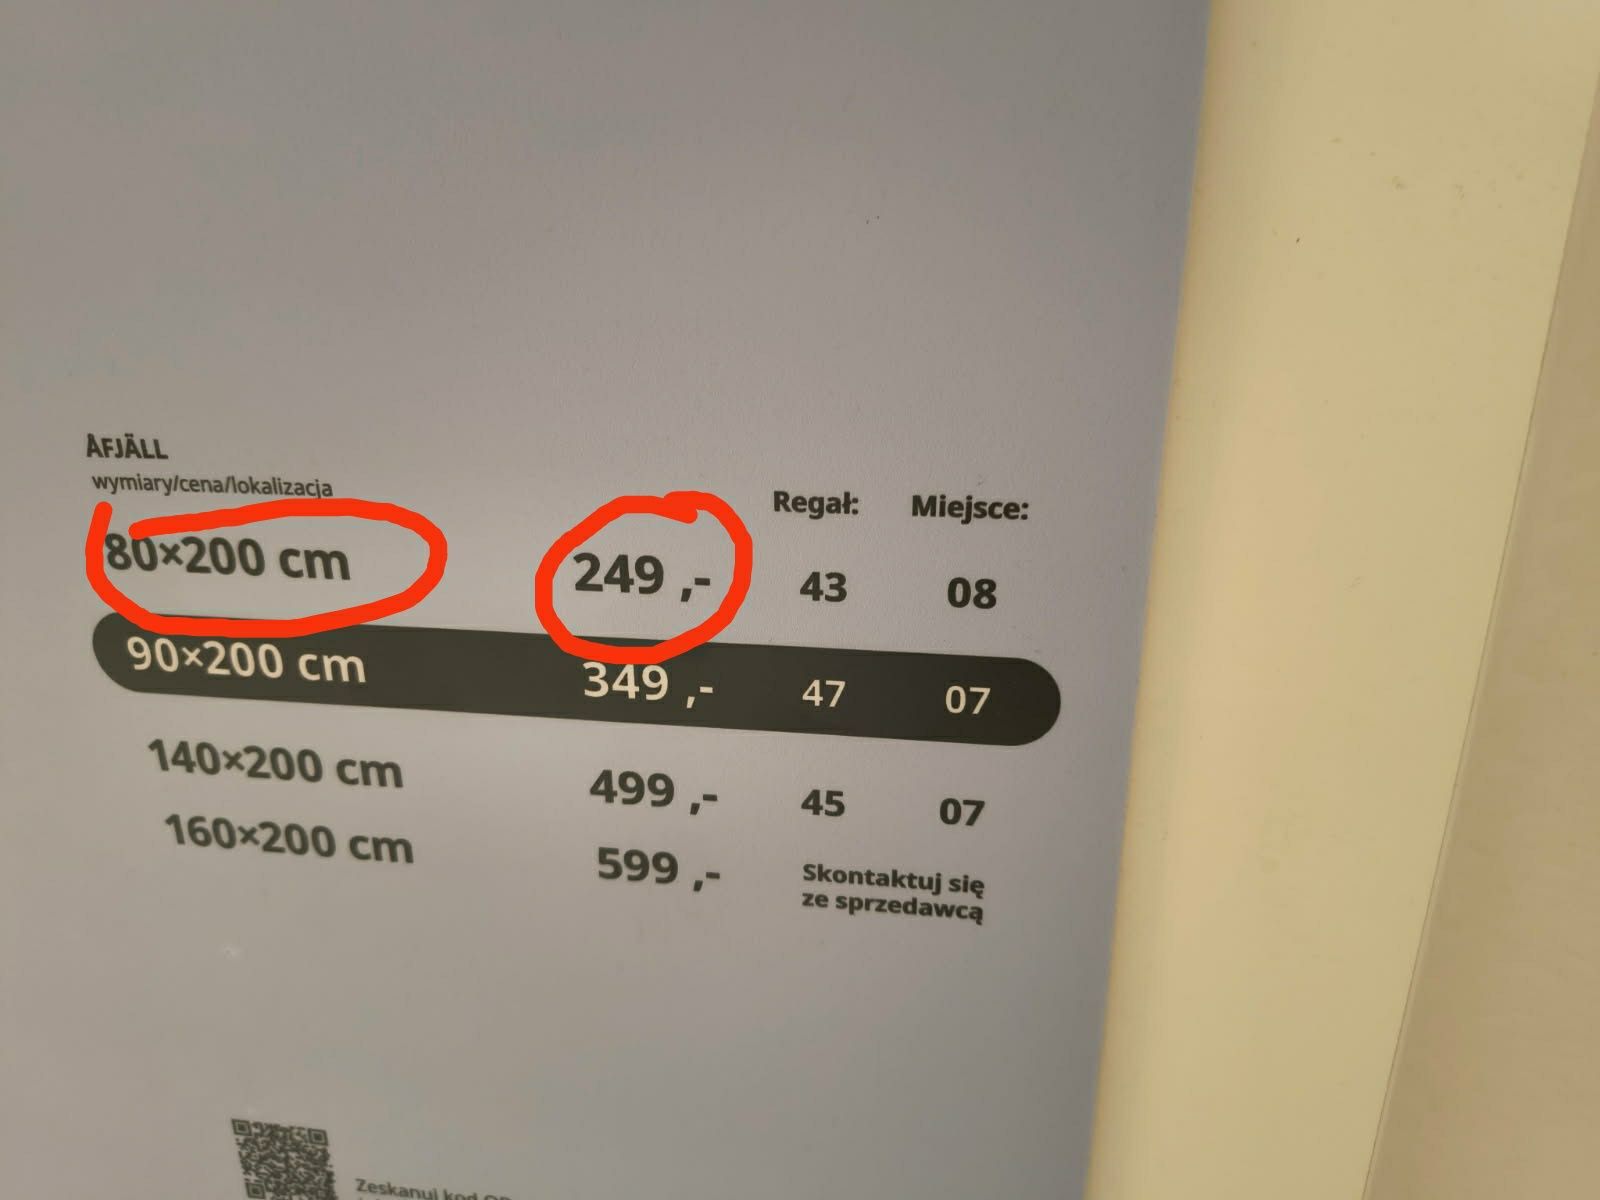 ÅFJÄLL
wymiary/cena/lokalizacja
Regał: Miejsce:
80×200 cm 249 ,- 43 08
90×200 cm 349 ,- 47 07
140×200 cm 499 ,- 45 07
160×200 cm 599 ,- Skontaktuj się
ze sprzedawcą
Zeskanuj kod